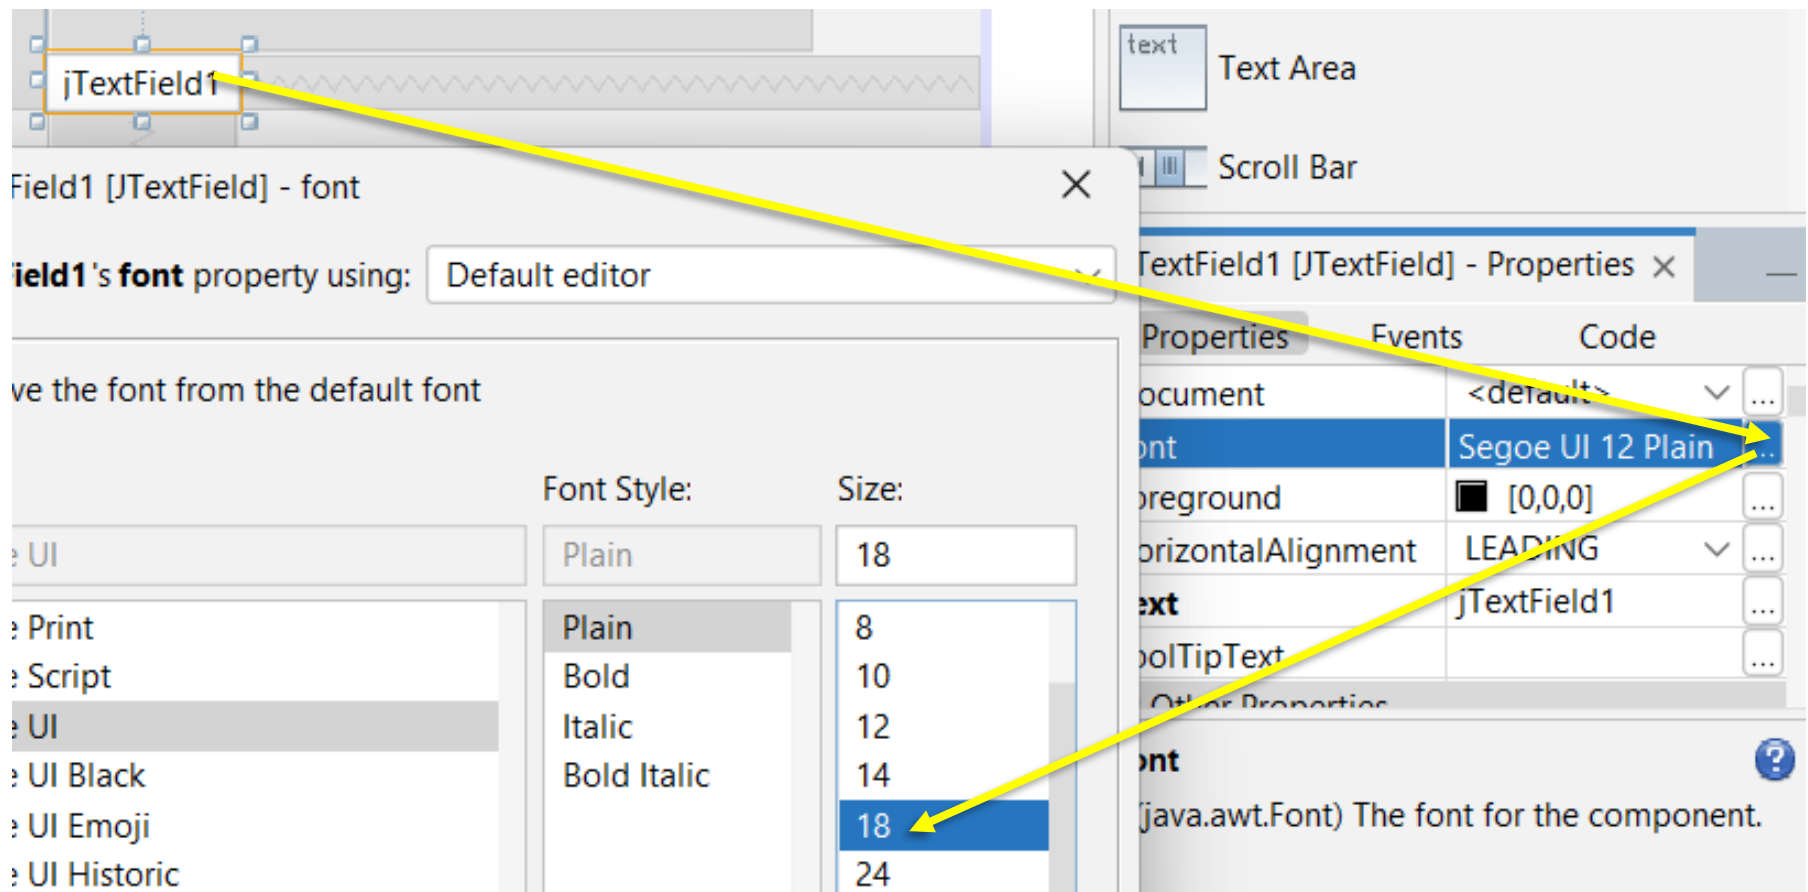 jTextField1
text
Text Area
Scroll Bar
Field1 [JTextField] - font
ield1's font property using:
Default editor
ve the font from the default font
Font Style:
Size:
e UI
Plain
18
e Print
e Script
e UI
e UI Black
e UI Emoji
e UI Historic
Plain
Bold
Italic
Bold Italic
8
10
12
14
18
24
TextField1 [JTextField] - Properties
Properties
Events
Code
ocument
<default>
...
ont
Segoe UI 12 Plain
...
oreground
[0,0,0]
...
orizontalAlignment
LEADING
...
ext
jTextField1
...
oolTipText
...
Other Properties
ont
(java.awt.Font) The font for the component.
?